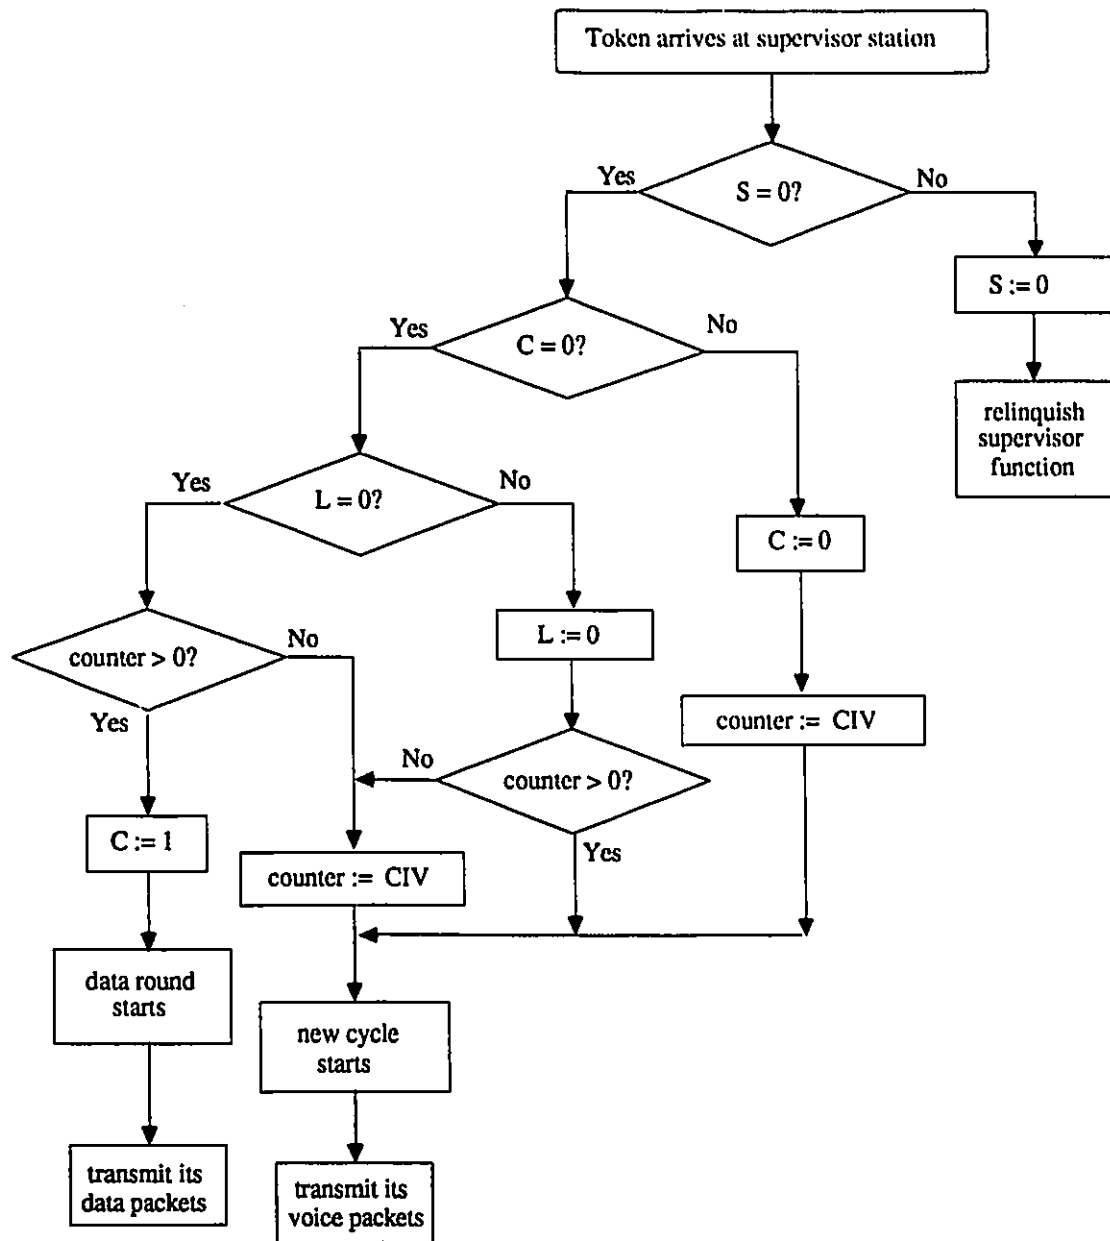 Token arrives at supervisor station
Yes
S = 0?
No
S := 0
Yes
C = 0?
No
relinquish
supervisor
function
Yes
L = 0?
No
C := 0
counter > 0?
No
L := 0
Yes
counter := CIV
No
counter > 0?
C := 1
Yes
counter := CIV
data round
starts
new cycle
starts
transmit its
data packets
transmit its
voice packets